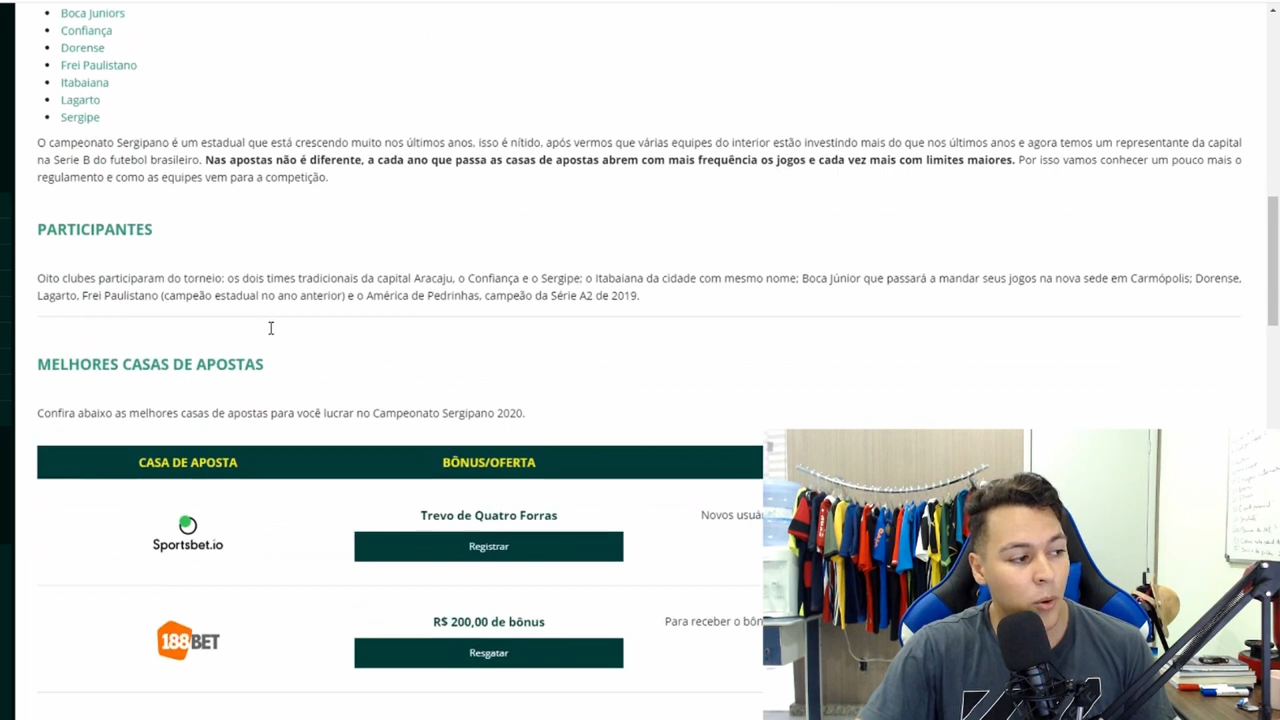 Boca Juniors
Confiança
Dorense
Frei Paulistano
Itabaiana
Lagarto
Sergipe
O campeonato Sergipano é um estadual que está crescendo muito nos últimos anos, isso é nítido, após vermos que várias equipes do interior estão investindo mais do que nos últimos anos e agora temos um representante da capital
na Serie B do futebol brasileiro. Nas apostas não é diferente, a cada ano que passa as casas de apostas abrem com mais frequência os jogos e cada vez mais com limites maiores. Por isso vamos conhecer um pouco mais o
regulamento e como as equipes vem para a competição.
PARTICIPANTES
Oito clubes participaram do torneio: os dois times tradicionais da capital Aracaju, o Confiança e o Sergipe; o Itabaiana da cidade com mesmo nome; Boca Júnior que passará a mandar seus jogos na nova sede em Carmópolis; Dorense,
Lagarto, Frei Paulistano (campeão estadual no ano anterior) e o América de Pedrinhas, campeão da Série A2 de 2019.
MELHORES CASAS DE APOSTAS
Confira abaixo as melhores casas de apostas para você lucrar no Campeonato Sergipano 2020.
CASA DE APOSTA BÔNUS/OFERTA
Trevo de Quatro Forras Novos usuá
Sportsbet.io Registrar
R$ 200,00 de bônus Para receber o bôn
188BET Resgatar